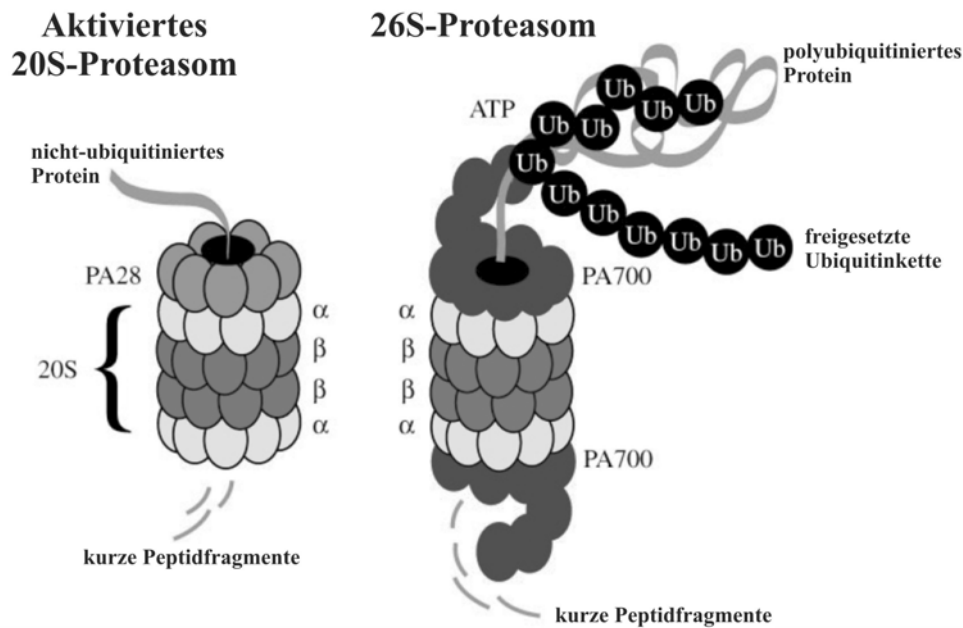 Aktiviertes
20S-Proteasom
nicht-ubiquitiniertes
Protein
PA28
20S
α
β
β
α
kurze Peptidfragmente
26S-Proteasom
polyubiquitiniertes
Protein
ATP
Ub
Ub
Ub
Ub
Ub
Ub
Ub
Ub
Ub
Ub
Ub
Ub
freigesetzte
Ubiquitinkette
PA700
α
β
β
α
PA700
kurze Peptidfragmente